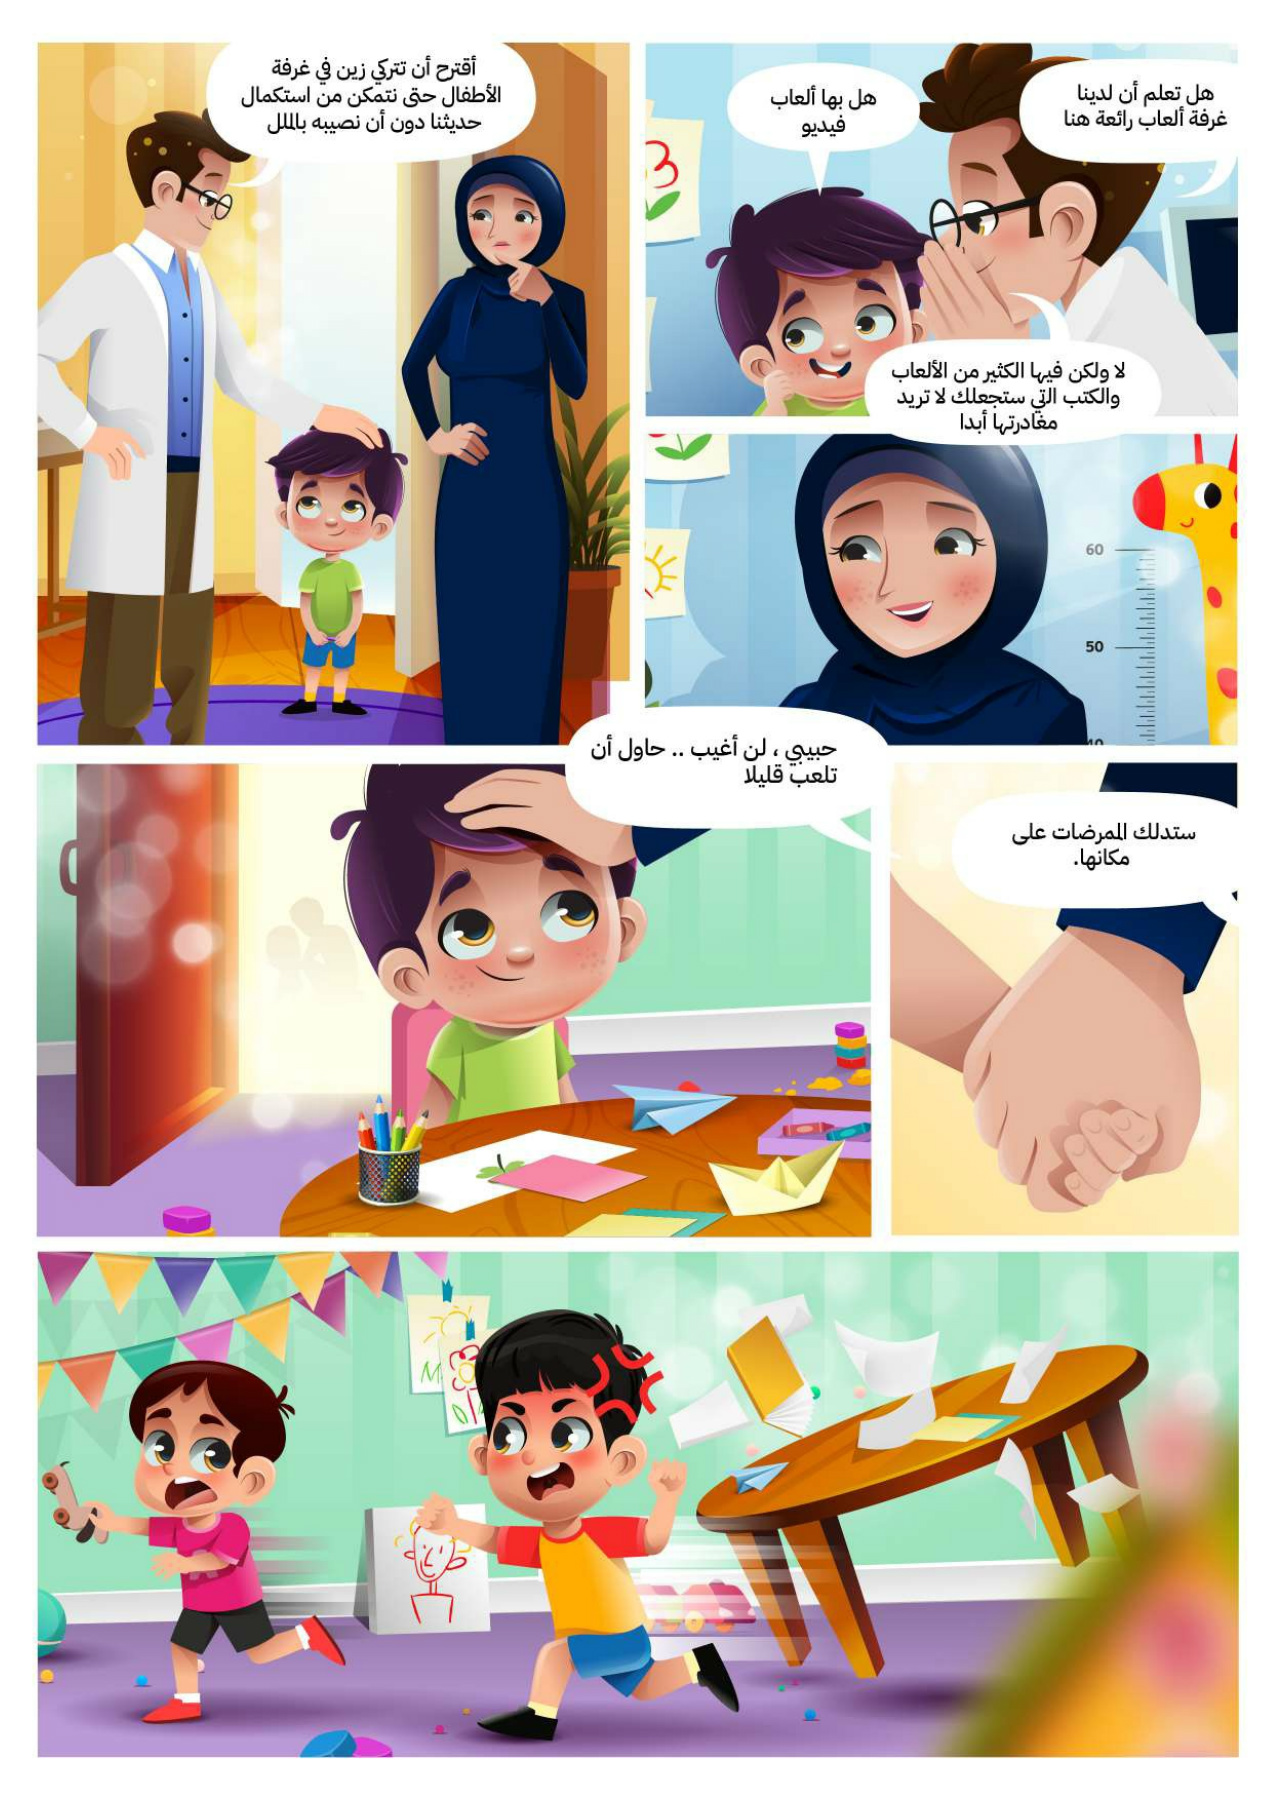 هل تعلم أن لدينا
غرفة ألعاب رائعة هنا
هل بها ألعاب
فيديو
لا ولكن فيها الكثير من الألعاب
والكتب التي ستجعلك لا تريد
مغادرتها أبدا
أقترح أن تتركي زين في غرفة
الأطفال حتى نتمكن من استكمال
حديثنا دون أن نصيبه بالملل
60
50
40
ستدلك الممرضات على
مكانها.
حبيبي ، لن أغيب .. حاول أن
تلعب قليلا